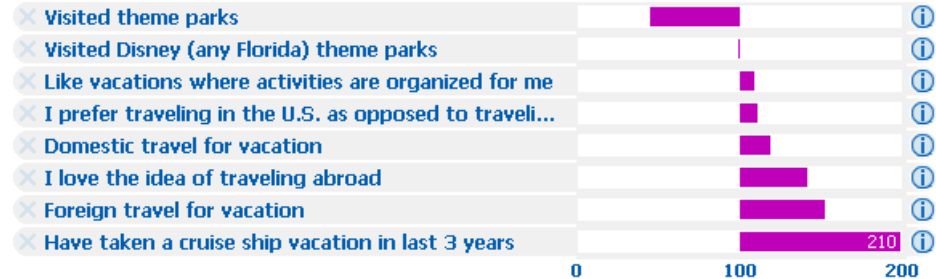 Visited theme parks
Visited Disney (any Florida) theme parks
Like vacations where activities are organized for me
I prefer traveling in the U.S. as opposed to traveli...
Domestic travel for vacation
I love the idea of traveling abroad
Foreign travel for vacation
Have taken a cruise ship vacation in last 3 years 210
0 100 200